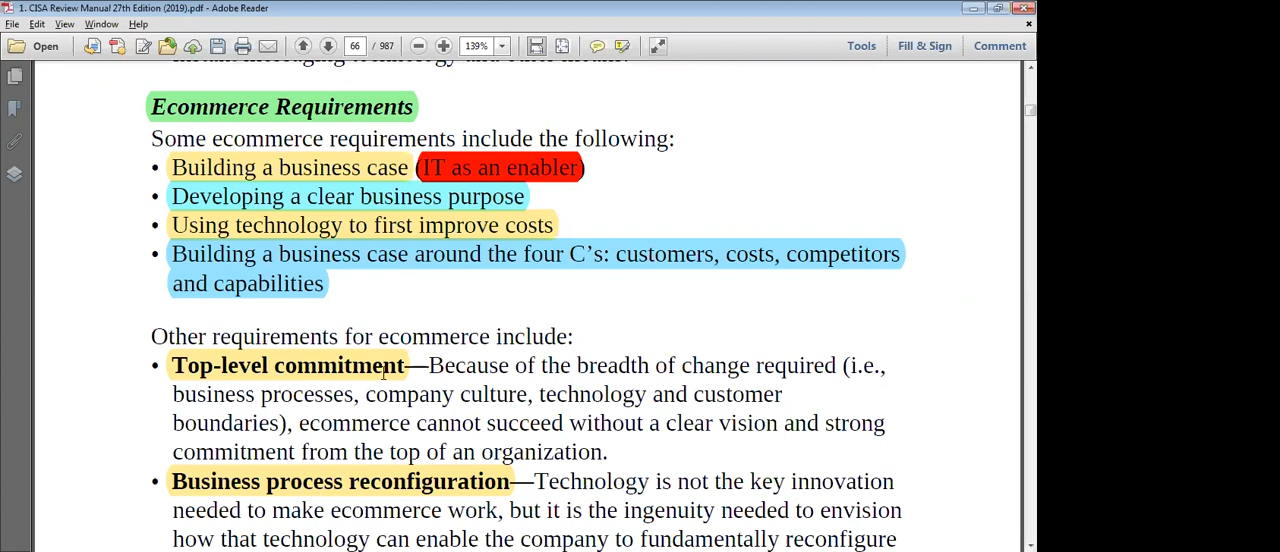 1. CISA Review Manual 27th Edition (2019).pdf - Adobe Reader
File Edit View Window Help
Open 66 / 987 139% Tools Fill & Sign Comment
instant messaging technology and other means.
Ecommerce Requirements
Some ecommerce requirements include the following:
• Building a business case (IT as an enabler)
• Developing a clear business purpose
• Using technology to first improve costs
• Building a business case around the four C’s: customers, costs, competitors
and capabilities
Other requirements for ecommerce include:
• Top-level commitment—Because of the breadth of change required (i.e.,
business processes, company culture, technology and customer
boundaries), ecommerce cannot succeed without a clear vision and strong
commitment from the top of an organization.
• Business process reconfiguration—Technology is not the key innovation
needed to make ecommerce work, but it is the ingenuity needed to envision
how that technology can enable the company to fundamentally reconfigure